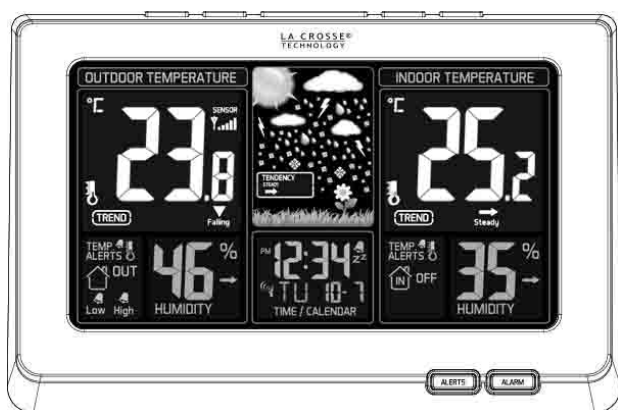 LA CROSSE®
TECHNOLOGY
OUTDOOR TEMPERATURE
INDOOR TEMPERATURE
°C
23.8
SENSOR
TREND
Falling
TENDENCY
STEADY
°C
25.2
TREND
Steady
TEMP
ALERTS
OUT
Low High
46 %
HUMIDITY
PM 12:34 zZ
TU 10-7
TIME / CALENDAR
TEMP
ALERTS
IN OFF
35 %
HUMIDITY
ALERTS
ALARM